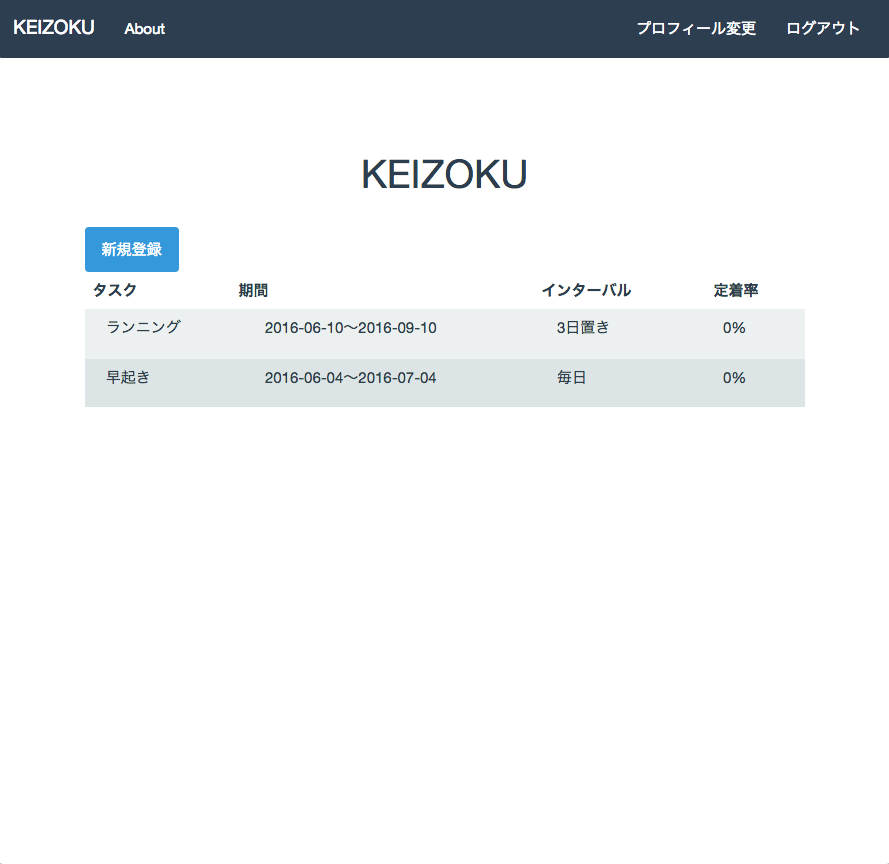 KEIZOKU About プロフィール変更 ログアウト
KEIZOKU
新規登録
タスク 期間 インターバル 定着率
ランニング 2016-06-10〜2016-09-10 3日置き 0%
早起き 2016-06-04〜2016-07-04 毎日 0%